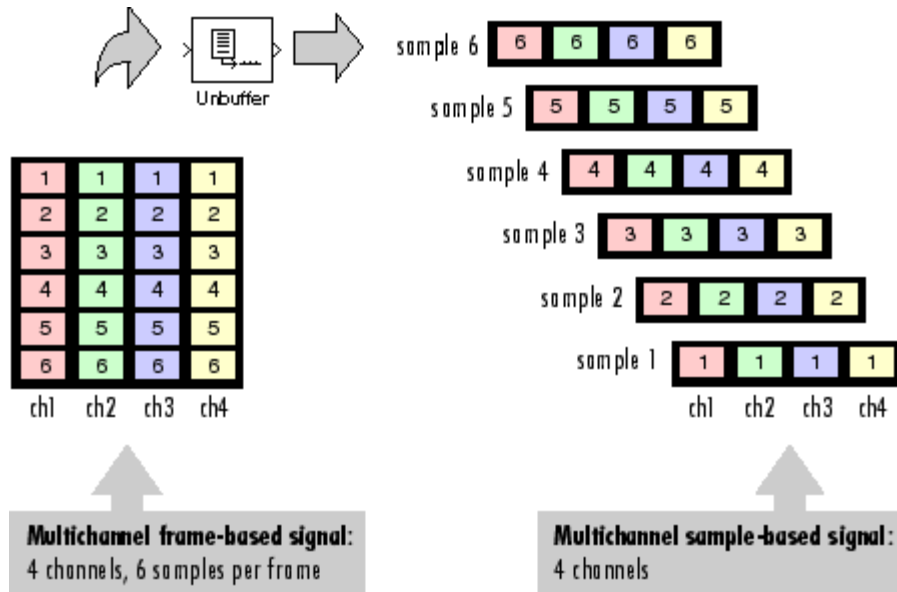 Unbuffer
1 1 1 1
2 2 2 2
3 3 3 3
4 4 4 4
5 5 5 5
6 6 6 6
ch1 ch2 ch3 ch4
Multichannel frame-based signal:
4 channels, 6 samples per frame
sample 6 6 6 6 6
sample 5 5 5 5 5
sample 4 4 4 4 4
sample 3 3 3 3 3
sample 2 2 2 2 2
sample 1 1 1 1 1
ch1 ch2 ch3 ch4
Multichannel sample-based signal:
4 channels